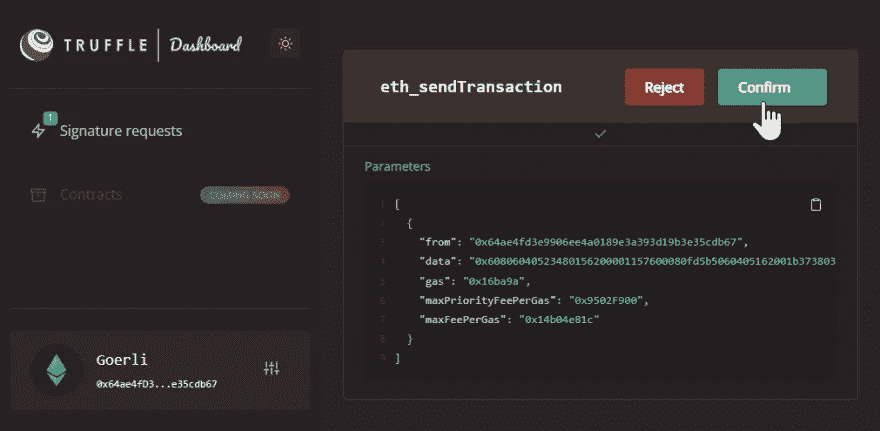 TRUFFLE | Dashboard
1
Signature requests
Contracts
COMING SOON
Goerli
0x64ae4fD3...e35cdb67
eth_sendTransaction
Reject
Confirm
Parameters
1 [
2 {
3 "from": "0x64ae4fd3e9906ee4a0189e3a393d19b3e35cdb67",
4 "data": "0x60806040523480156200001157600080fd5b5060405162001b373803
5 "gas": "0x16ba9a",
6 "maxPriorityFeePerGas": "0x9502F900",
7 "maxFeePerGas": "0x14b04e81c"
8 }
9 ]